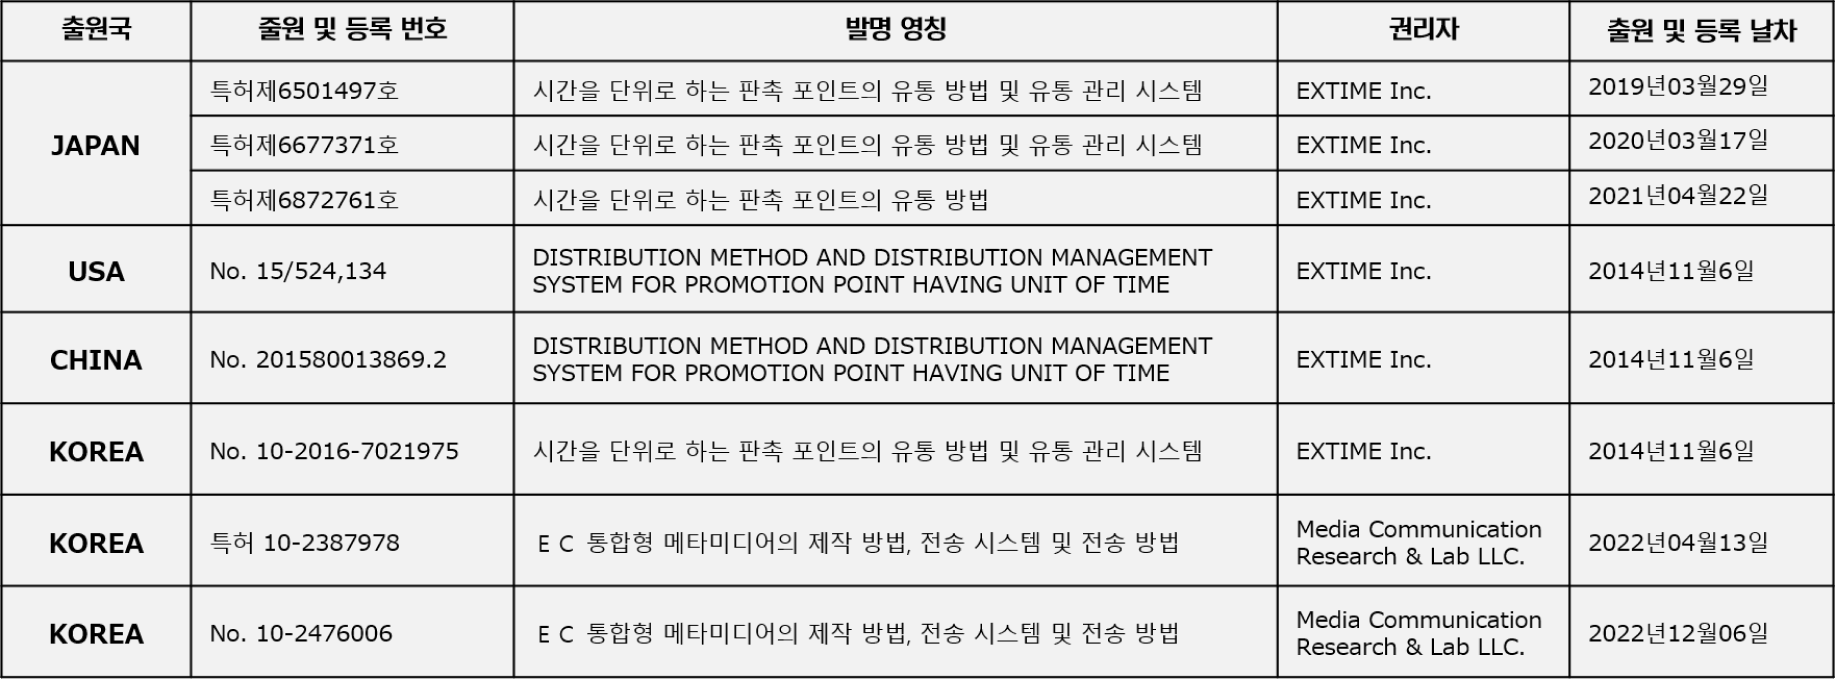 출원국 줄원 및 등록 번호 발명 영칭 권리자 출원 및 등록 날차
JAPAN
특허제6501497호 시간을 단위로 하는 판촉 포인트의 유통 방법 및 유통 관리 시스템 EXTIME Inc. 2019년03월29일
특허제6677371호 시간을 단위로 하는 판촉 포인트의 유통 방법 및 유통 관리 시스템 EXTIME Inc. 2020년03월17일
특허제6872761호 시간을 단위로 하는 판촉 포인트의 유통 방법 EXTIME Inc. 2021년04월22일
USA No. 15/524,134 DISTRIBUTION METHOD AND DISTRIBUTION MANAGEMENT
SYSTEM FOR PROMOTION POINT HAVING UNIT OF TIME EXTIME Inc. 2014년11월6일
CHINA No. 201580013869.2 DISTRIBUTION METHOD AND DISTRIBUTION MANAGEMENT
SYSTEM FOR PROMOTION POINT HAVING UNIT OF TIME EXTIME Inc. 2014년11월6일
KOREA No. 10-2016-7021975 시간을 단위로 하는 판촉 포인트의 유통 방법 및 유통 관리 시스템 EXTIME Inc. 2014년11월6일
KOREA 특허 10-2387978 E C 통합형 메타미디어의 제작 방법, 전송 시스템 및 전송 방법 Media Communication
Research & Lab LLC. 2022년04월13일
KOREA No. 10-2476006 E C 통합형 메타미디어의 제작 방법, 전송 시스템 및 전송 방법 Media Communication
Research & Lab LLC. 2022년12월06일